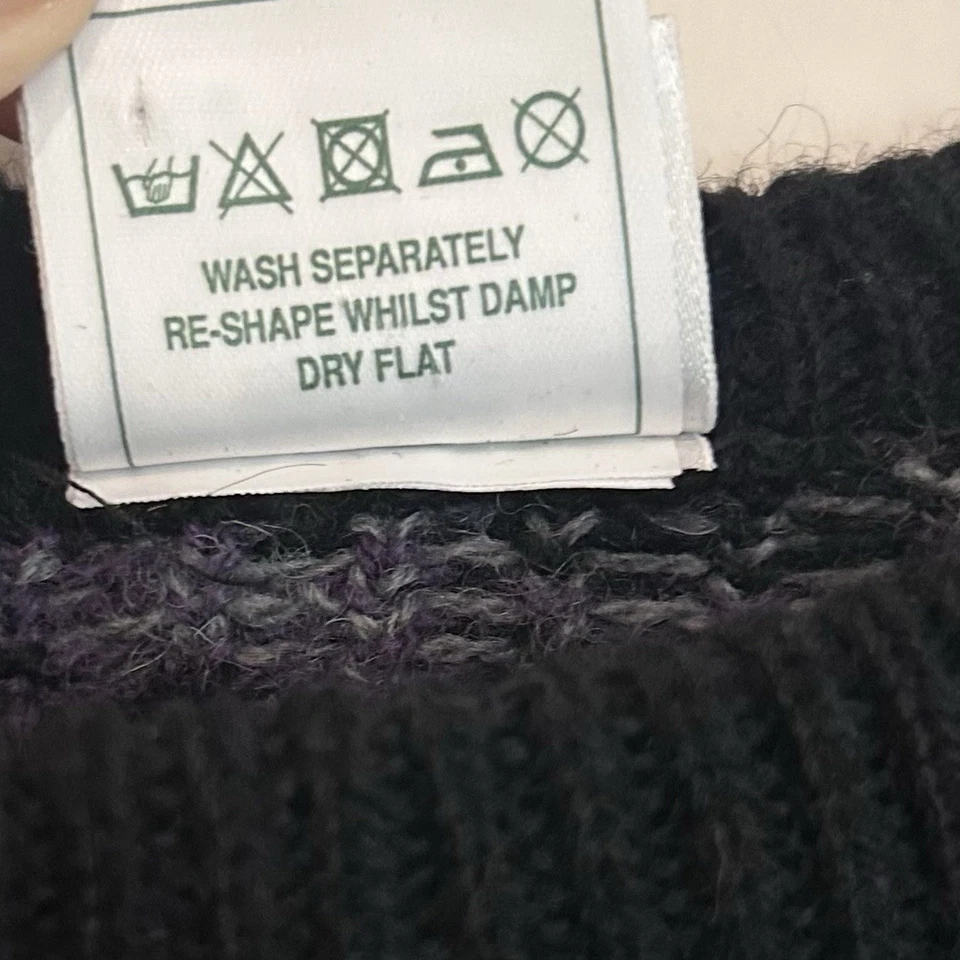 WASH SEPARATELY
RE-SHAPE WHILST DAMP
DRY FLAT